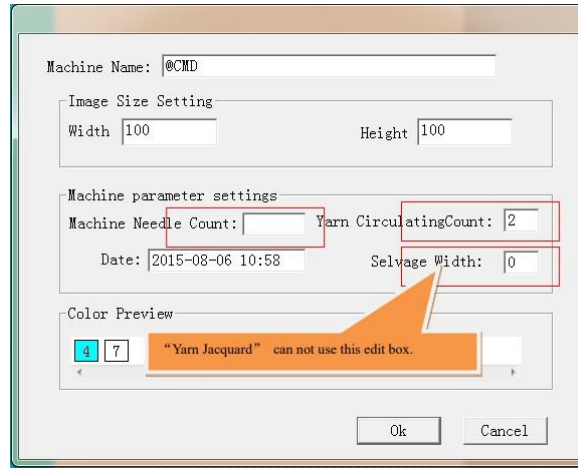 Machine Name: @CMD
Image Size Setting
Width 100 Height 100
Machine parameter settings
Machine Needle Count: Yarn CirculatingCount: 2
Date: 2015-08-06 10:58 Selvage Width: 0
Color Preview
4 7 “Yarn Jacquard” can not use this edit box.
Ok Cancel